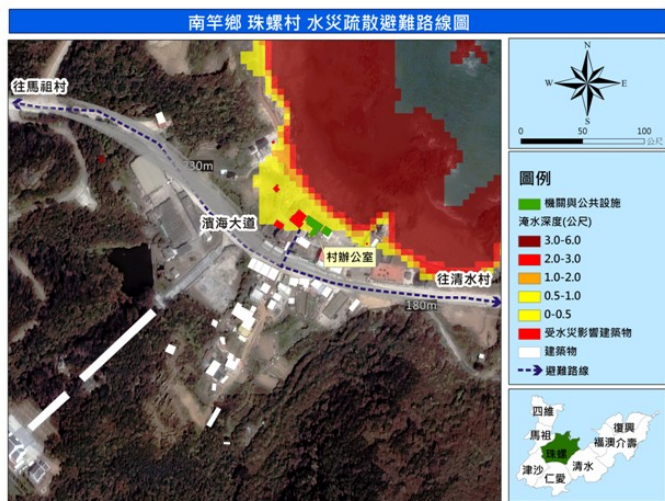 南竿鄉 珠螺村 水災疏散避難路線圖
往馬祖村
330m
濱海大道
村辦公室
往清水村
180m
N
W
E
S
0
50
100
公尺
圖例
機關與公共設施
淹水深度(公尺)
3.0-6.0
2.0-3.0
1.0-2.0
0.5-1.0
0-0.5
受水災影響建築物
建築物
避難路線
四維
馬祖
復興
福澳
介壽
珠螺
清水
津沙
仁愛